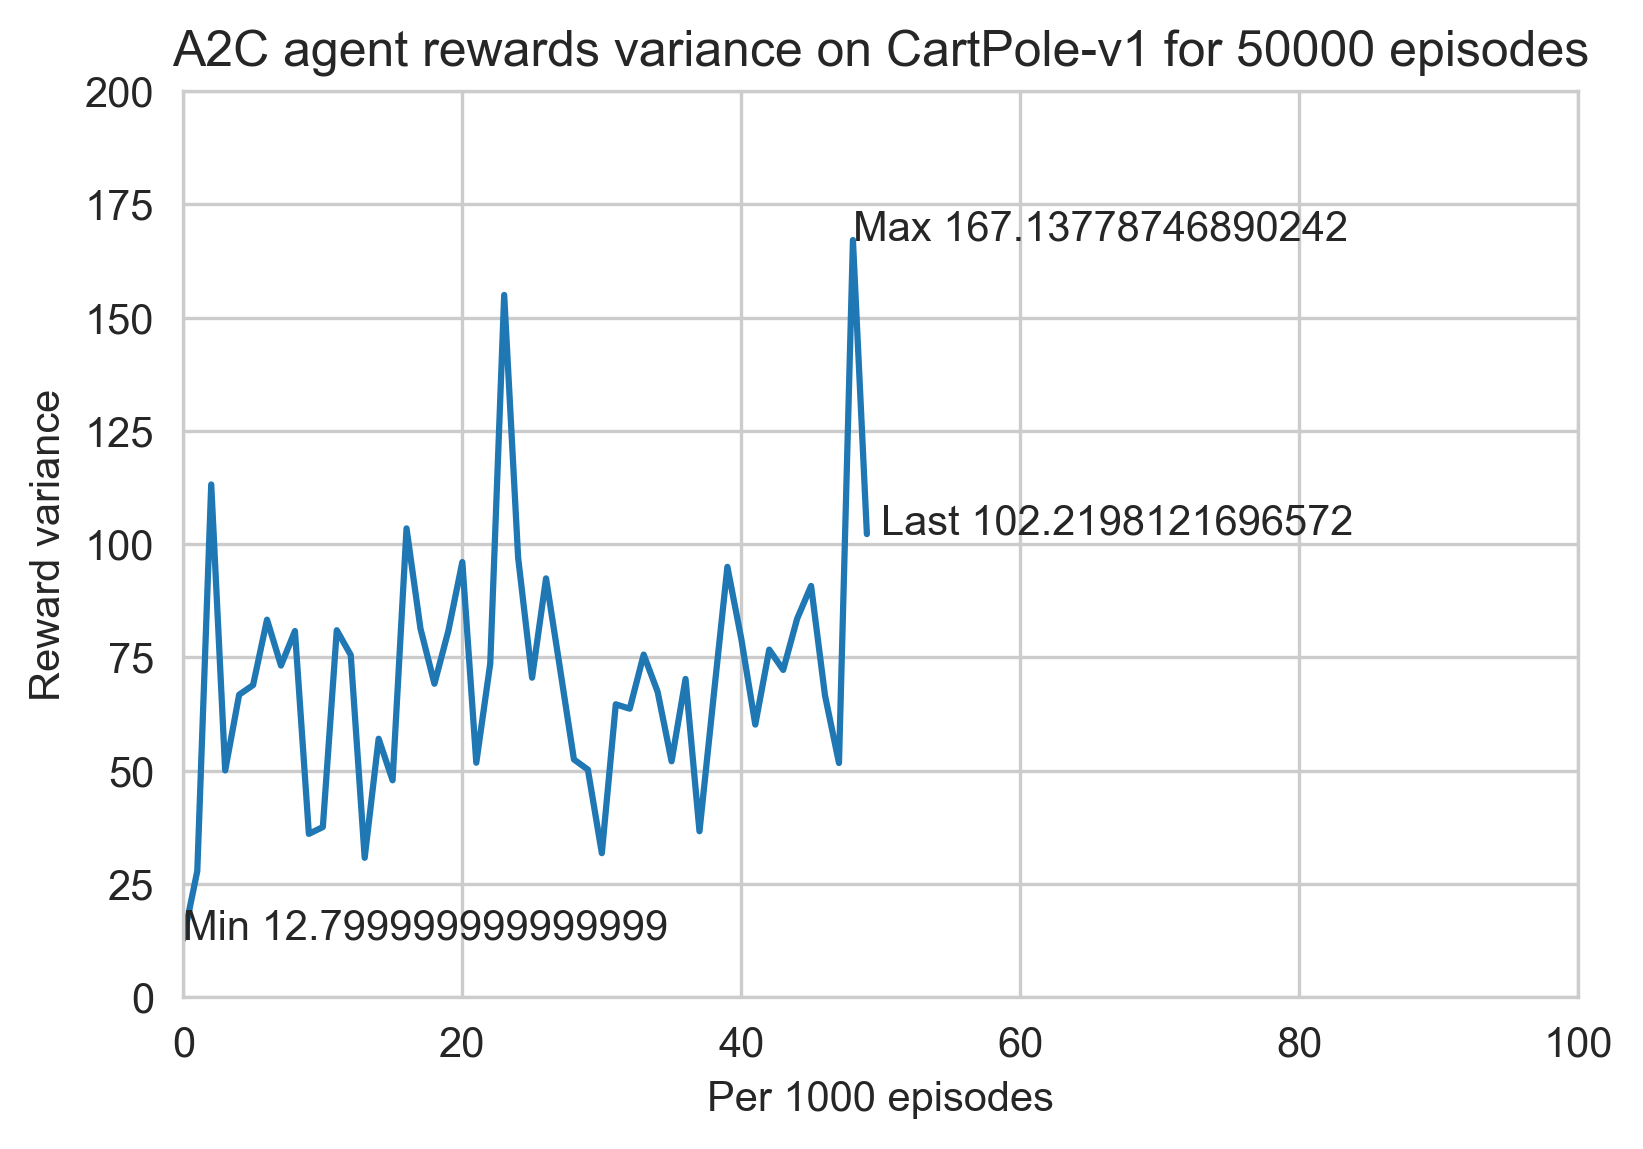 A2C agent rewards variance on CartPole-v1 for 50000 episodes
200
175
150
125
100
75
50
25
0
Reward variance
Max 167.13778746890242
Last 102.2198121696572
Min 12.799999999999999
0 20 40 60 80 100
Per 1000 episodes